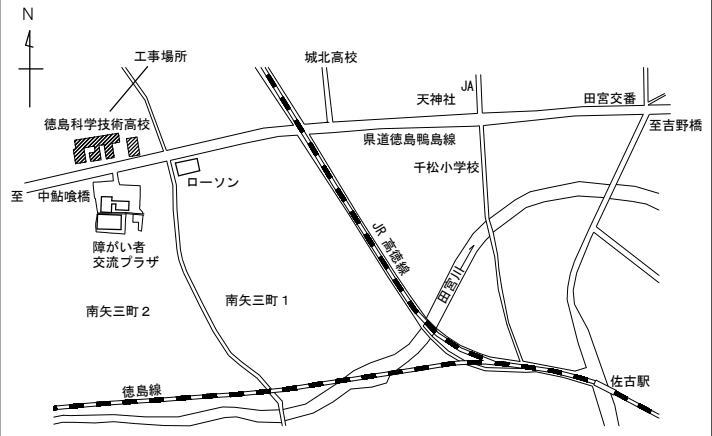 N
工事場所
城北高校
JA
天神社
田宮交番
徳島科学技術高校
至吉野橋
県道徳島鴨島線
千松小学校
ローソン
至 中鮎喰橋
JR 高徳線
障がい者
交流プラザ
田宮川
南矢三町1
南矢三町2
徳島線
佐古駅